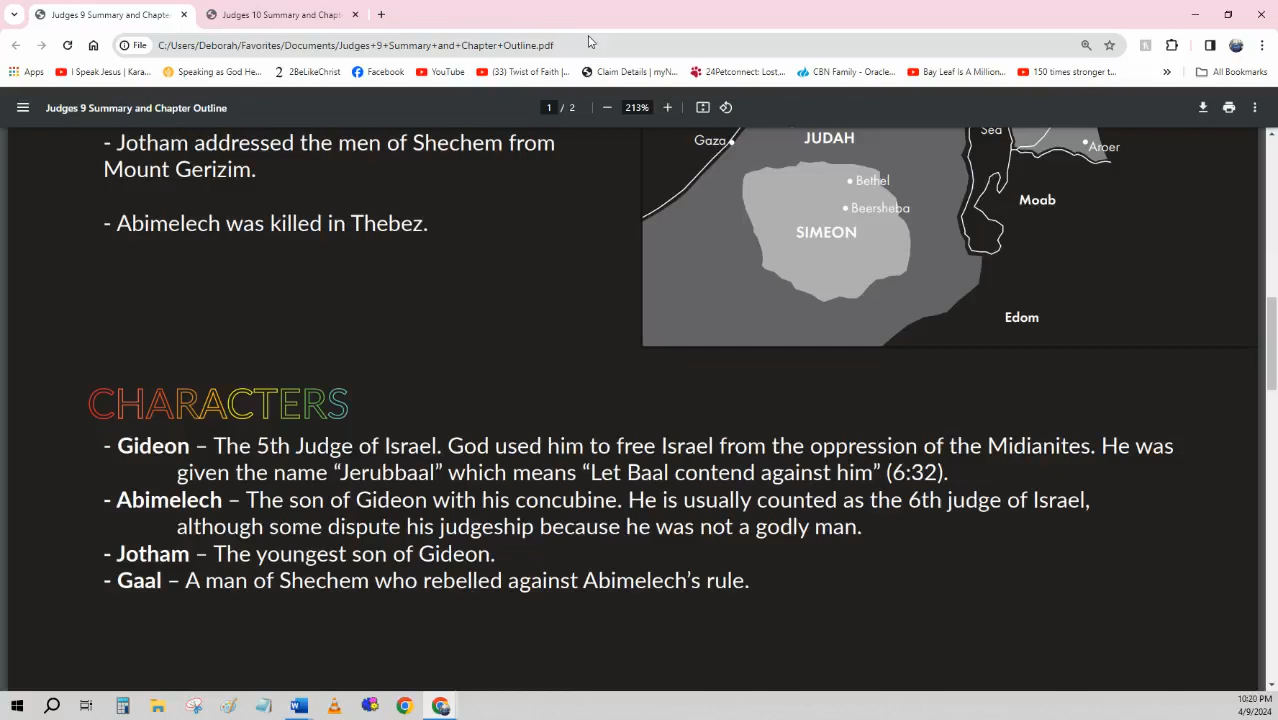 Judges 9 Summary and Chapte
Judges 10 Summary and Chapt
File
C:/Users/Deborah/Favorites/Documents/Judges+9+Summary+and+Chapter+Outline.pdf
Apps
I Speak Jesus | Kara...
Speaking as God He...
2BeLikeChrist
Facebook
YouTube
(33) Twist of Faith |...
Claim Details | myN...
24Petconnect: Lost,...
CBN Family - Oracle...
Bay Leaf Is A Million...
150 times stronger t...
»
All Bookmarks
Judges 9 Summary and Chapter Outline
1 / 2
213%
- Jotham addressed the men of Shechem from
Mount Gerizim.
- Abimelech was killed in Thebez.
Gaza
JUDAH
Sea
Aroer
Bethel
Beersheba
SIMEON
Moab
Edom
CHARACTERS
- Gideon – The 5th Judge of Israel. God used him to free Israel from the oppression of the Midianites. He was
given the name “Jerubbaal” which means “Let Baal contend against him” (6:32).
- Abimelech – The son of Gideon with his concubine. He is usually counted as the 6th judge of Israel,
although some dispute his judgeship because he was not a godly man.
- Jotham – The youngest son of Gideon.
- Gaal – A man of Shechem who rebelled against Abimelech’s rule.
10:20 PM
4/9/2024